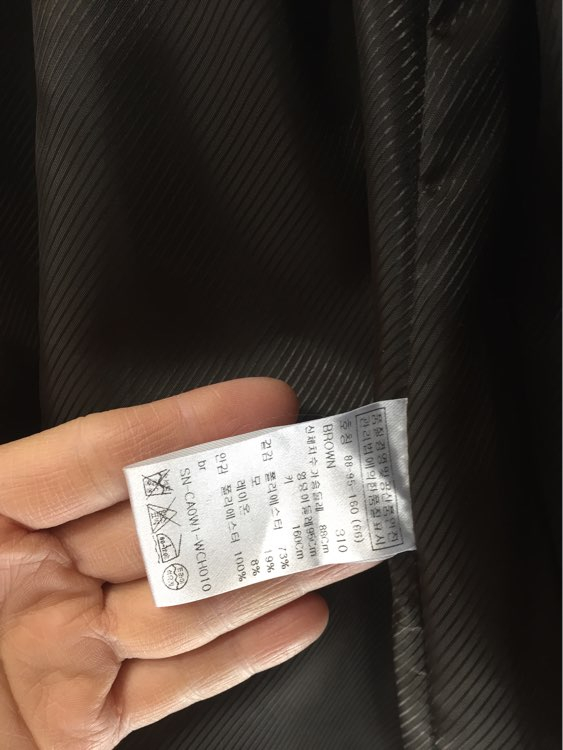 품질경영및공산품안전
관리법에 의한 품질표시
호칭 88-95-160 (66)
BROWN 310
신체치수 가슴둘레 88Cm
엉덩이둘레 95Cm
키 160Cm
겉감 폴리에스터 73%
모 19%
레이온 8%
안감 폴리에스터 100%
br
SN-CA0W1-WCH010